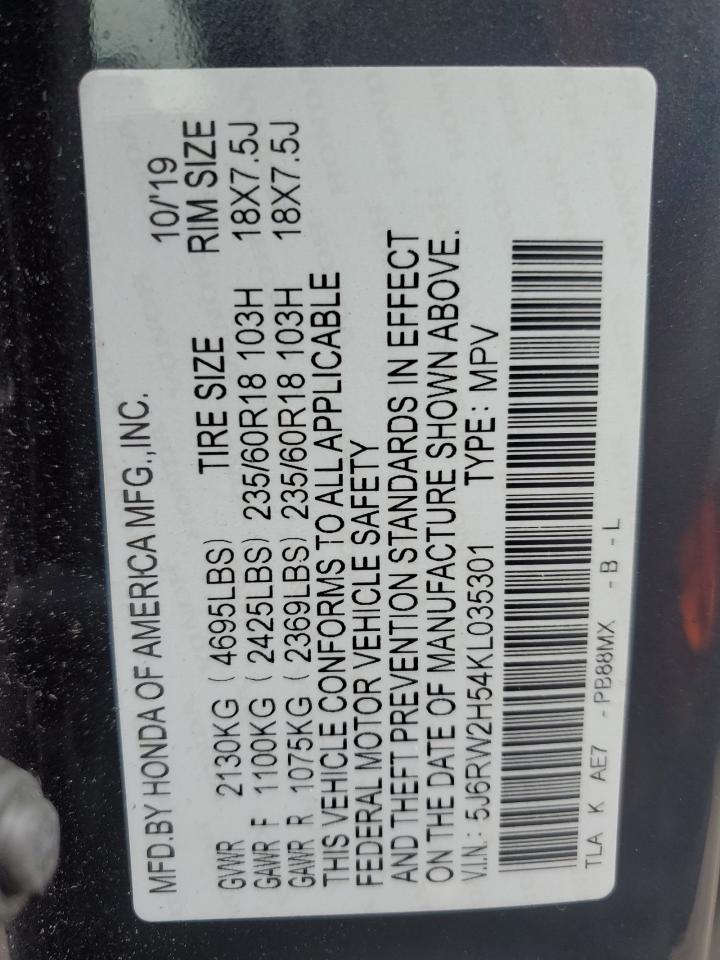 MFD.BY HONDA OF AMERICA MFG.,INC. 10/'19
GVWR 2130KG ( 4695LBS) TIRE SIZE RIM SIZE
GAWR F 1100KG ( 2425LBS) 235/60R18 103H 18X7.5J
GAWR R 1075KG ( 2369LBS) 235/60R18 103H 18X7.5J
THIS VEHICLE CONFORMS TO ALL APPLICABLE
FEDERAL MOTOR VEHICLE SAFETY
AND THEFT PREVENTION STANDARDS IN EFFECT
ON THE DATE OF MANUFACTURE SHOWN ABOVE.
V.I.N.: 5J6RW2H54KL035301 TYPE: MPV
TLA K AE7 - PB88MX - B - L